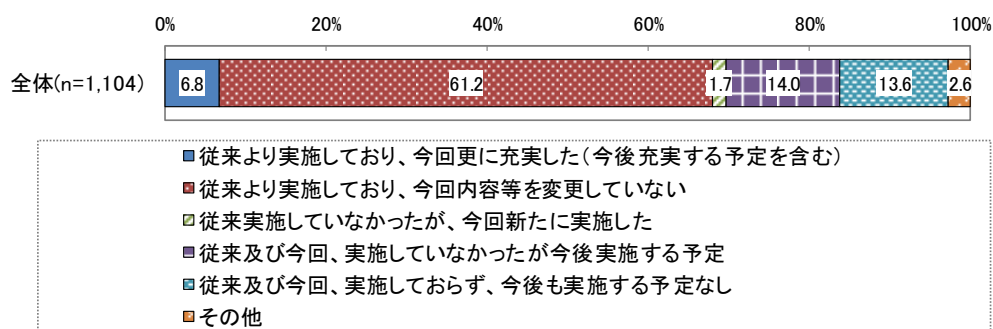 0% 20% 40% 60% 80% 100%
全体(n=1,104) 6.8 61.2 1.7 14.0 13.6 2.6
従来より実施しており、今回更に充実した(今後充実する予定を含む)
従来より実施しており、今回内容等を変更していない
従来実施していなかったが、今回新たに実施した
従来及び今回、実施していなかったが今後実施する予定
従来及び今回、実施しておらず、今後も実施する予定なし
その他